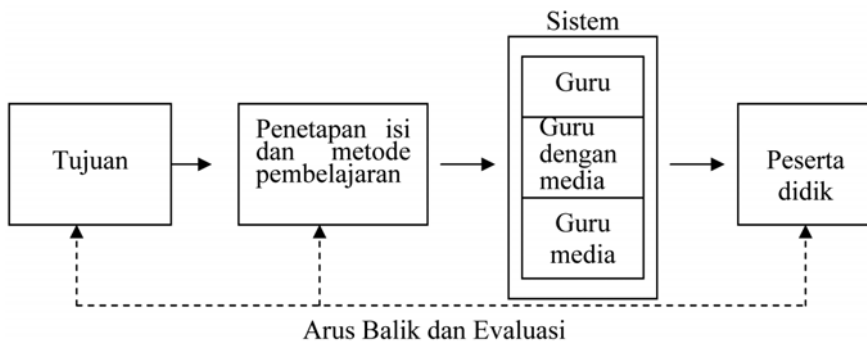 Sistem
Tujuan
Penetapan isi
dan metode
pembelajaran
Guru
Guru
dengan
media
Guru
media
Peserta
didik
Arus Balik dan Evaluasi